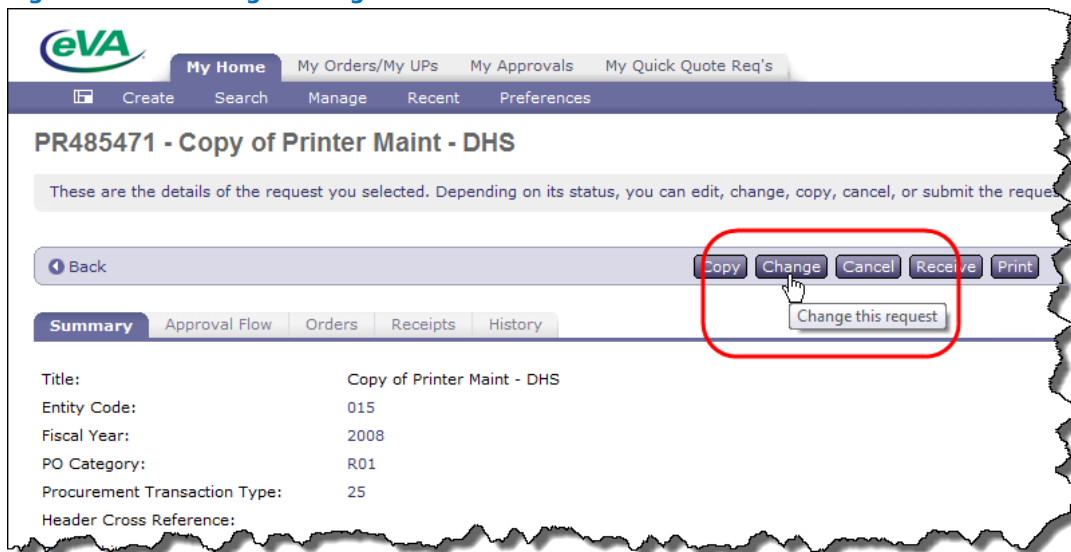 eVA
My Home My Orders/My UPs My Approvals My Quick Quote Req's
Create Search Manage Recent Preferences
PR485471 - Copy of Printer Maint - DHS
These are the details of the request you selected. Depending on its status, you can edit, change, copy, cancel, or submit the reques
Back Copy Change Cancel Receive Print
Change this request
Summary Approval Flow Orders Receipts History
Title: Copy of Printer Maint - DHS
Entity Code: 015
Fiscal Year: 2008
PO Category: R01
Procurement Transaction Type: 25
Header Cross Reference: